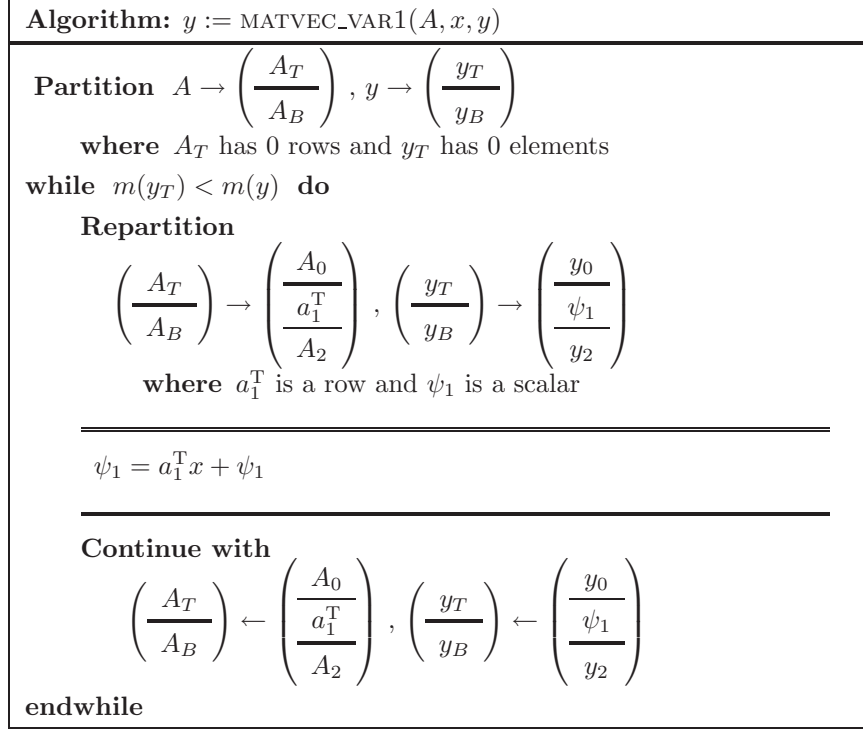 Algorithm: y := MATVEC_VAR1(A, x, y)
Partition A → ( A_T / A_B ) , y → ( y_T / y_B )
where A_T has 0 rows and y_T has 0 elements
while m(y_T) < m(y) do
Repartition
( A_T / A_B ) → ( A_0 / a_1^T / A_2 ) , ( y_T / y_B ) → ( y_0 / ψ_1 / y_2 )
where a_1^T is a row and ψ_1 is a scalar
ψ_1 = a_1^T x + ψ_1
Continue with
( A_T / A_B ) ← ( A_0 / a_1^T / A_2 ) , ( y_T / y_B ) ← ( y_0 / ψ_1 / y_2 )
endwhile